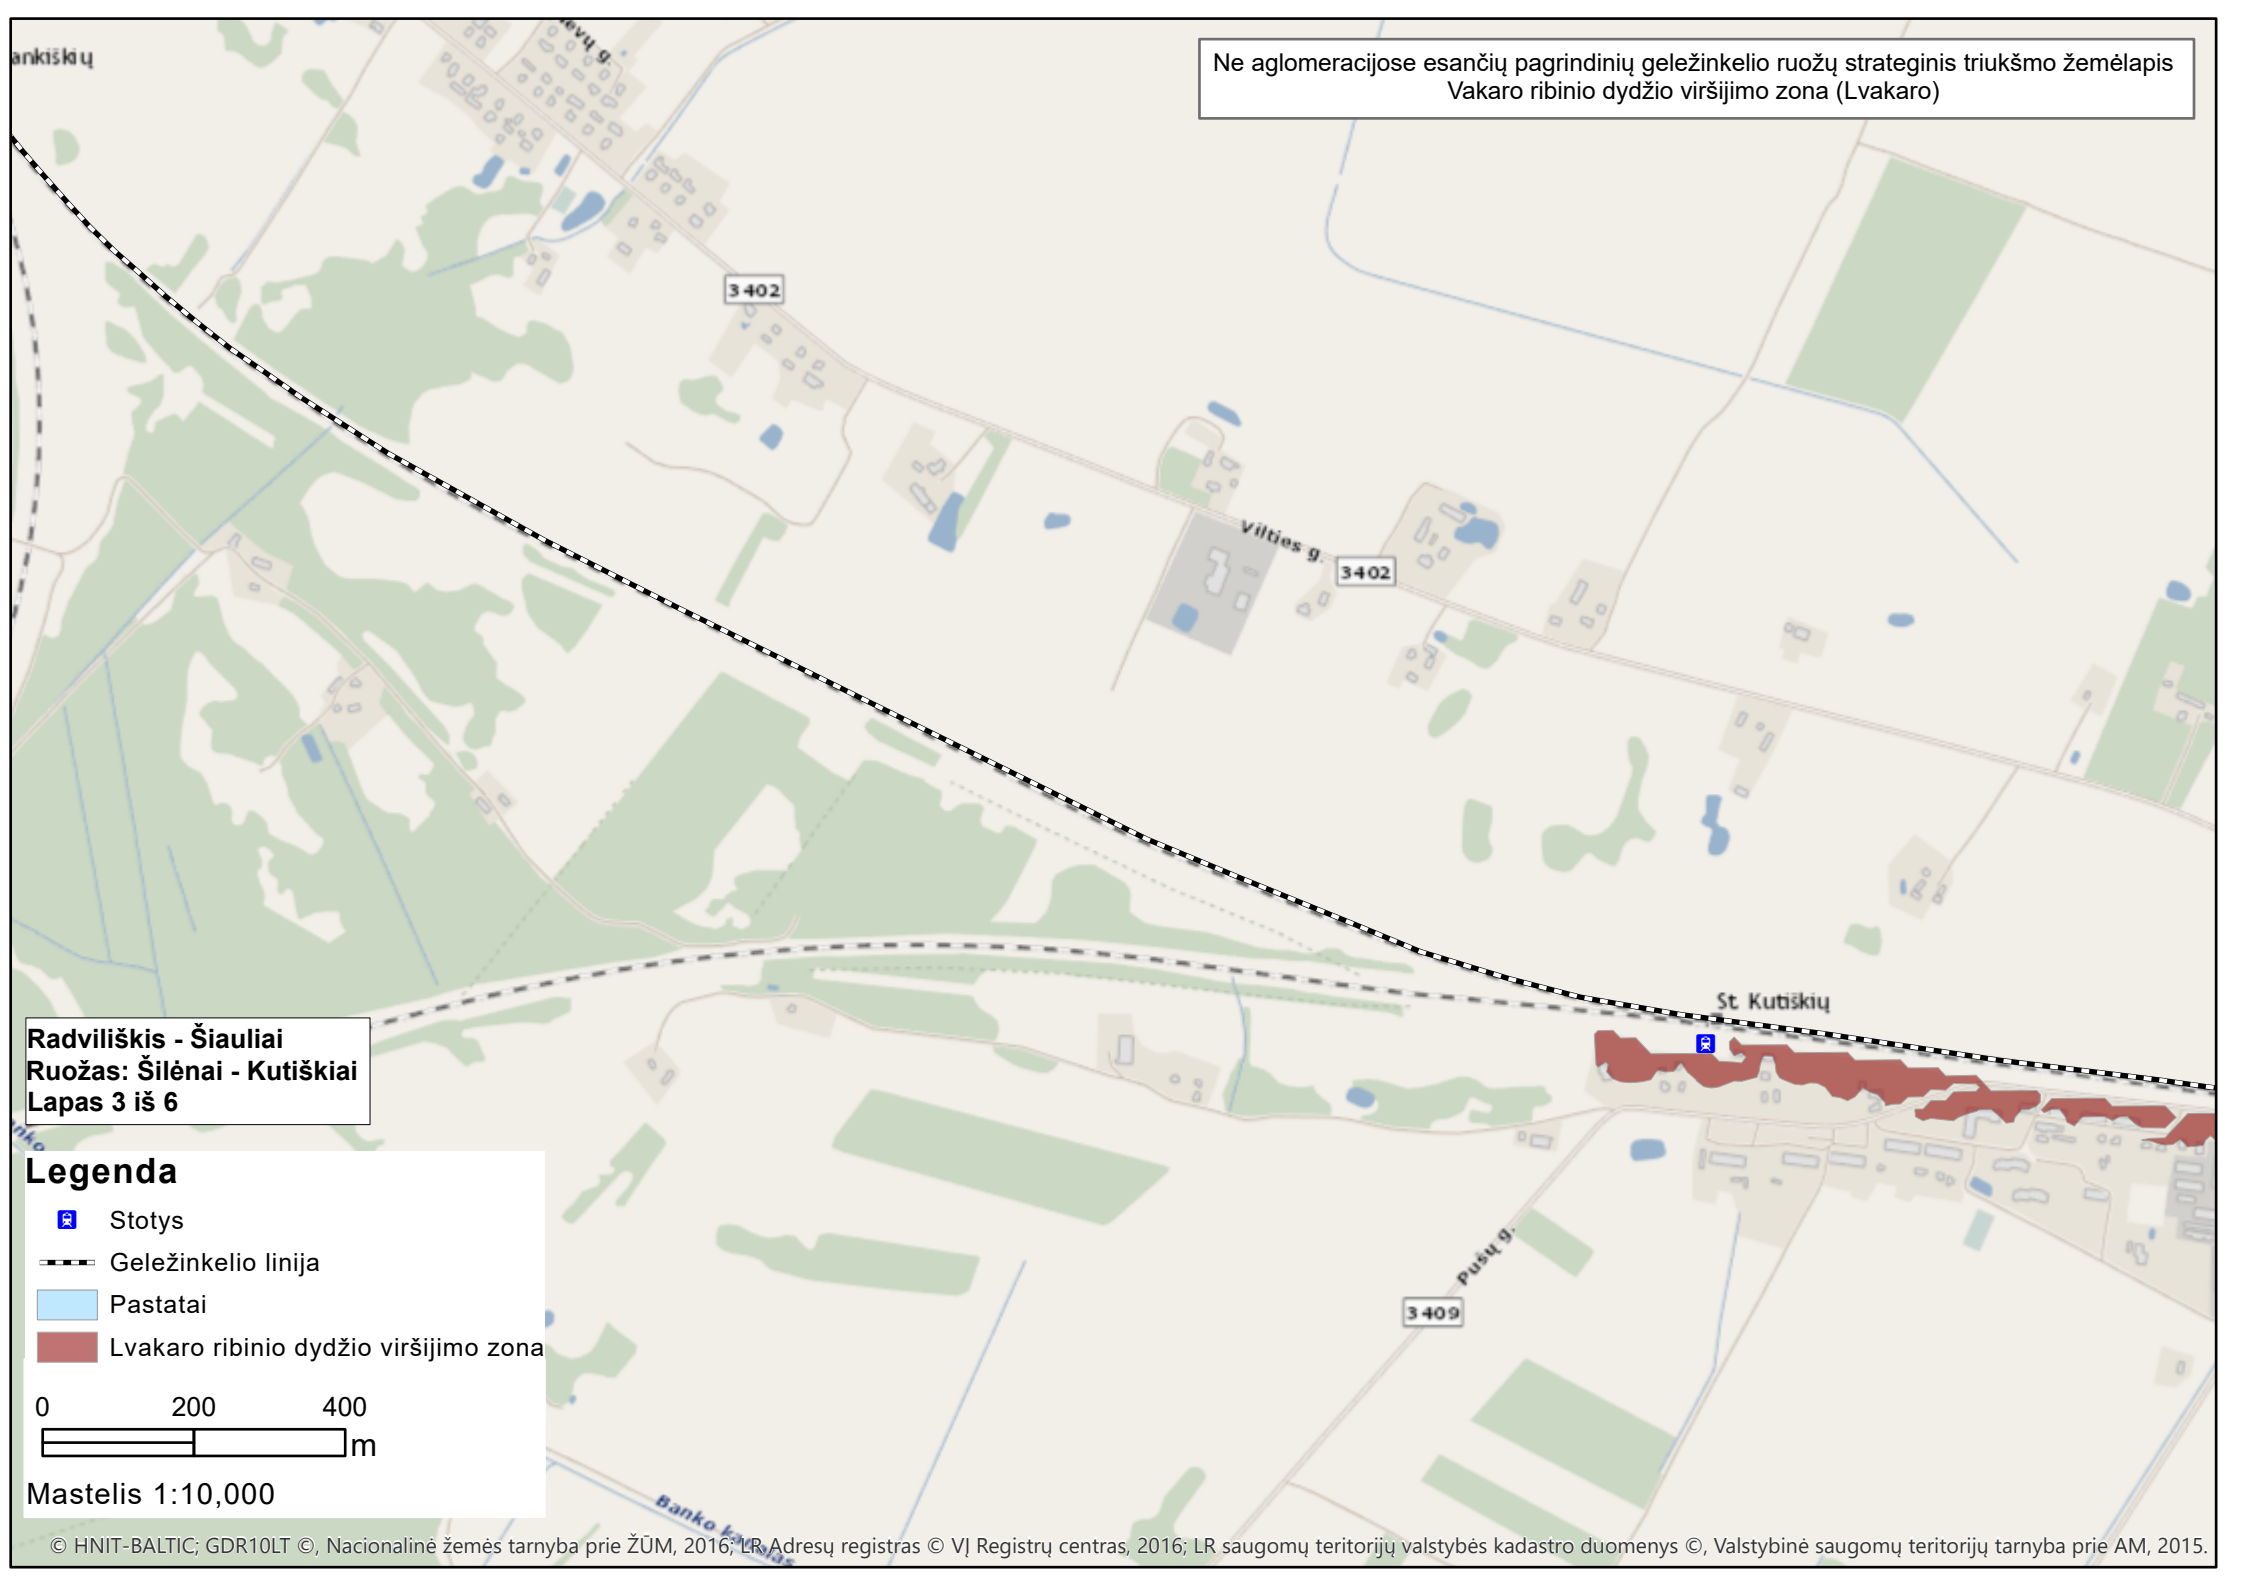 ankiškių
Ne aglomeracijose esančių pagrindinių geležinkelio ruožų strateginis triukšmo žemėlapis
Vakaro ribinio dydžio viršijimo zona (Lvakaro)
3402
Vilties g.
3402
St. Kutiškių
Radviliškis - Šiauliai
Ruožas: Šilėnai - Kutiškiai
Lapas 3 iš 6
Legenda
Stotys
Geležinkelio linija
Pastatai
Lvakaro ribinio dydžio viršijimo zona
0 200 400
m
Mastelis 1:10,000
Pušų g.
3409
Banko kanalas
© HNIT-BALTIC; GDR10LT ©, Nacionalinė žemės tarnyba prie ŽŪM, 2016; LR Adresų registras © VĮ Registrų centras, 2016; LR saugomų teritorijų valstybės kadastro duomenys ©, Valstybinė saugomų teritorijų tarnyba prie AM, 2015.